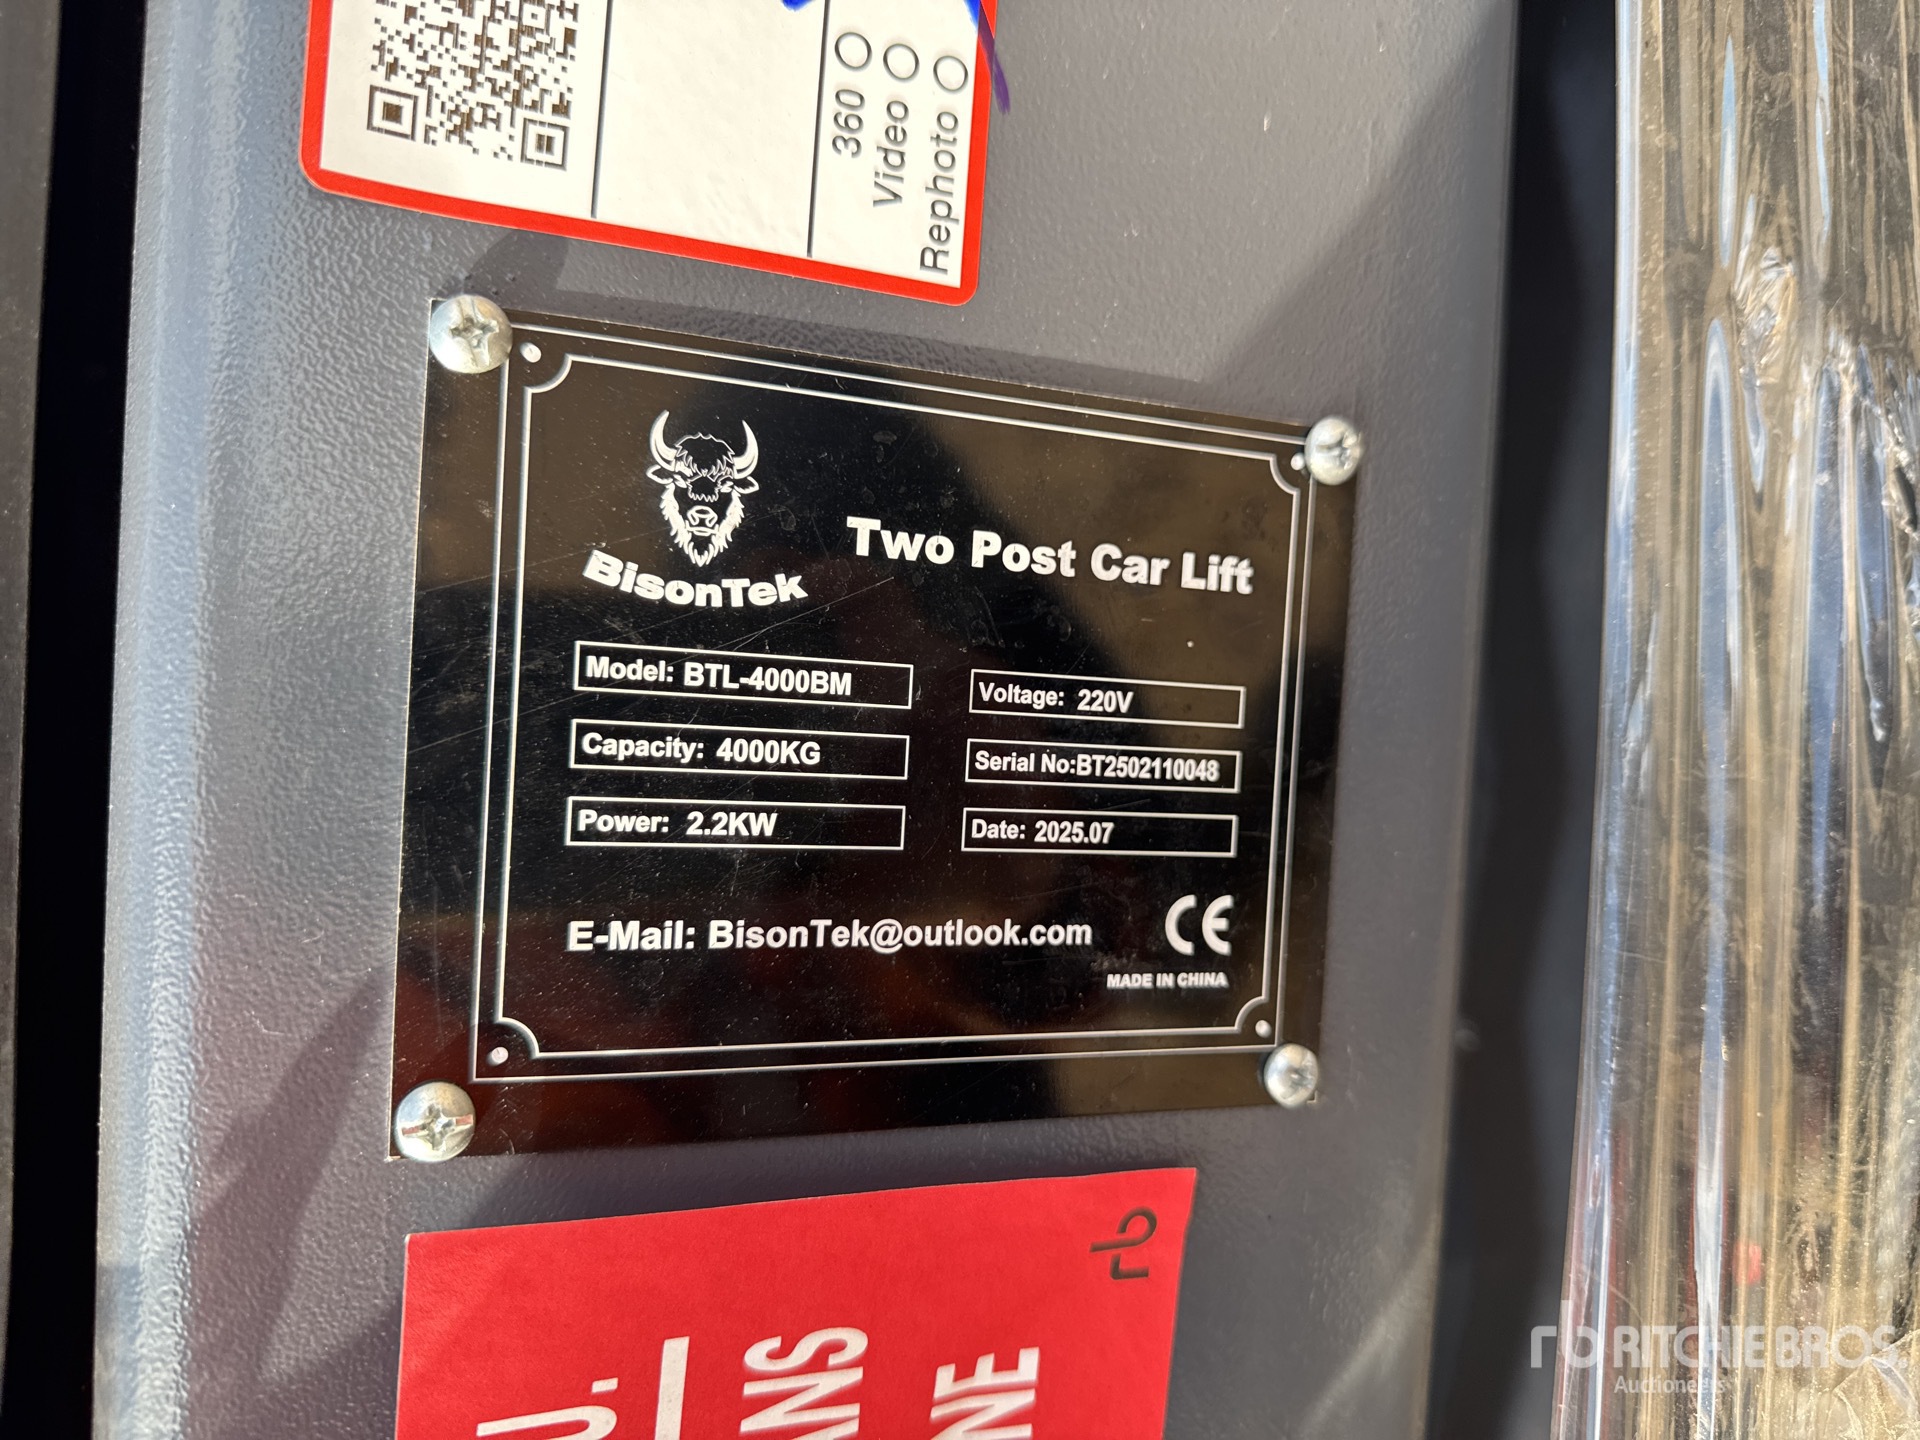 360
Video
Rephoto
BisonTek
Two Post Car Lift
Model: BTL-4000BM
Voltage: 220V
Capacity: 4000KG
Serial No:BT2502110048
Power: 2.2KW
Date: 2025.07
E-Mail: BisonTek@outlook.com
CE
MADE IN CHINA
RITCHIE BROS.
Auctioneers